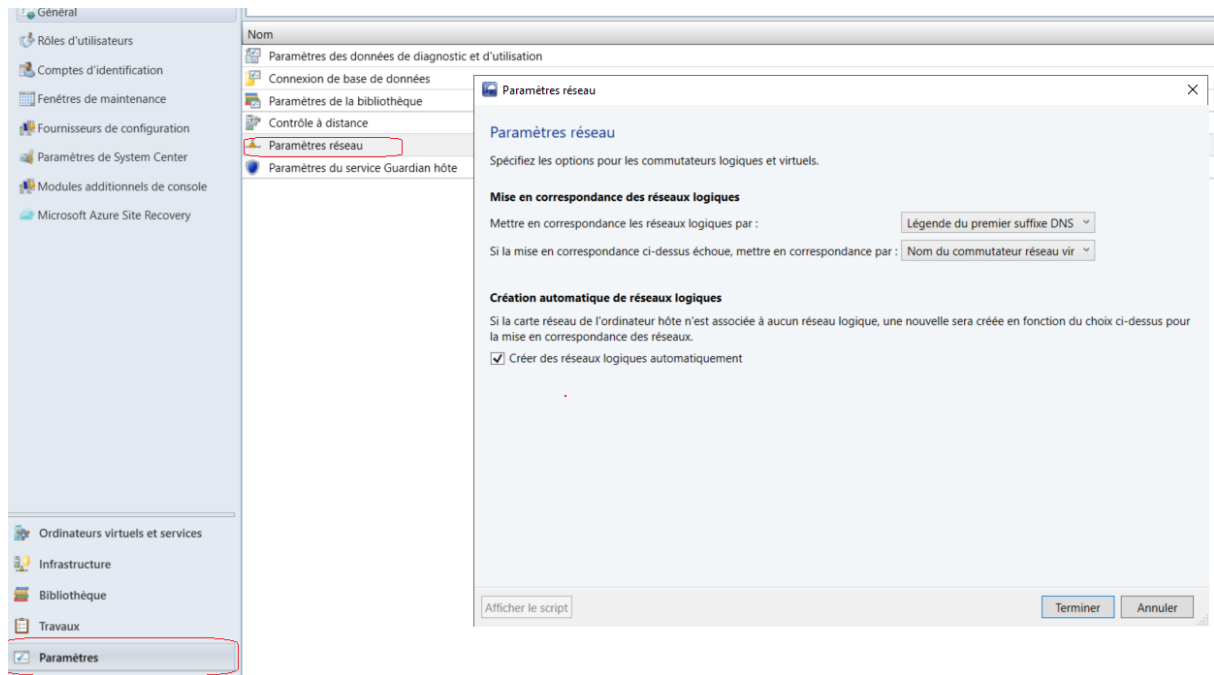 Général
Rôles d'utilisateurs
Comptes d'identification
Fenêtres de maintenance
Fournisseurs de configuration
Paramètres de System Center
Modules additionnels de console
Microsoft Azure Site Recovery
Nom
Paramètres des données de diagnostic et d'utilisation
Connexion de base de données
Paramètres de la bibliothèque
Contrôle à distance
Paramètres réseau
Paramètres du service Guardian hôte
Paramètres réseau
Paramètres réseau
Spécifiez les options pour les commutateurs logiques et virtuels.
Mise en correspondance des réseaux logiques
Mettre en correspondance les réseaux logiques par : Légende du premier suffixe DNS
Si la mise en correspondance ci-dessus échoue, mettre en correspondance par : Nom du commutateur réseau vir
Création automatique de réseaux logiques
Si la carte réseau de l'ordinateur hôte n'est associée à aucun réseau logique, une nouvelle sera créée en fonction du choix ci-dessus pour
la mise en correspondance des réseaux.
Créer des réseaux logiques automatiquement
Afficher le script Terminer Annuler
Ordinateurs virtuels et services
Infrastructure
Bibliothèque
Travaux
Paramètres